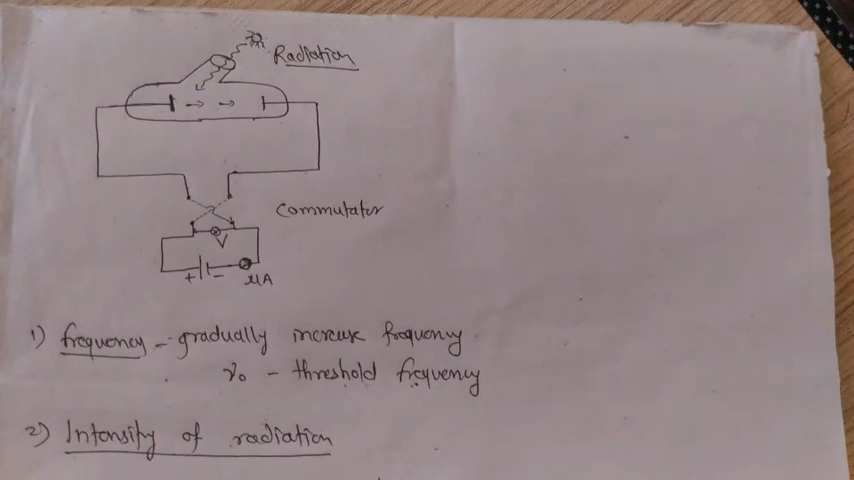 Radiation
Commutator
V
+ - μA
1) frequency - gradually increase frequency
ν₀ - threshold frequency
2) Intensity of radiation